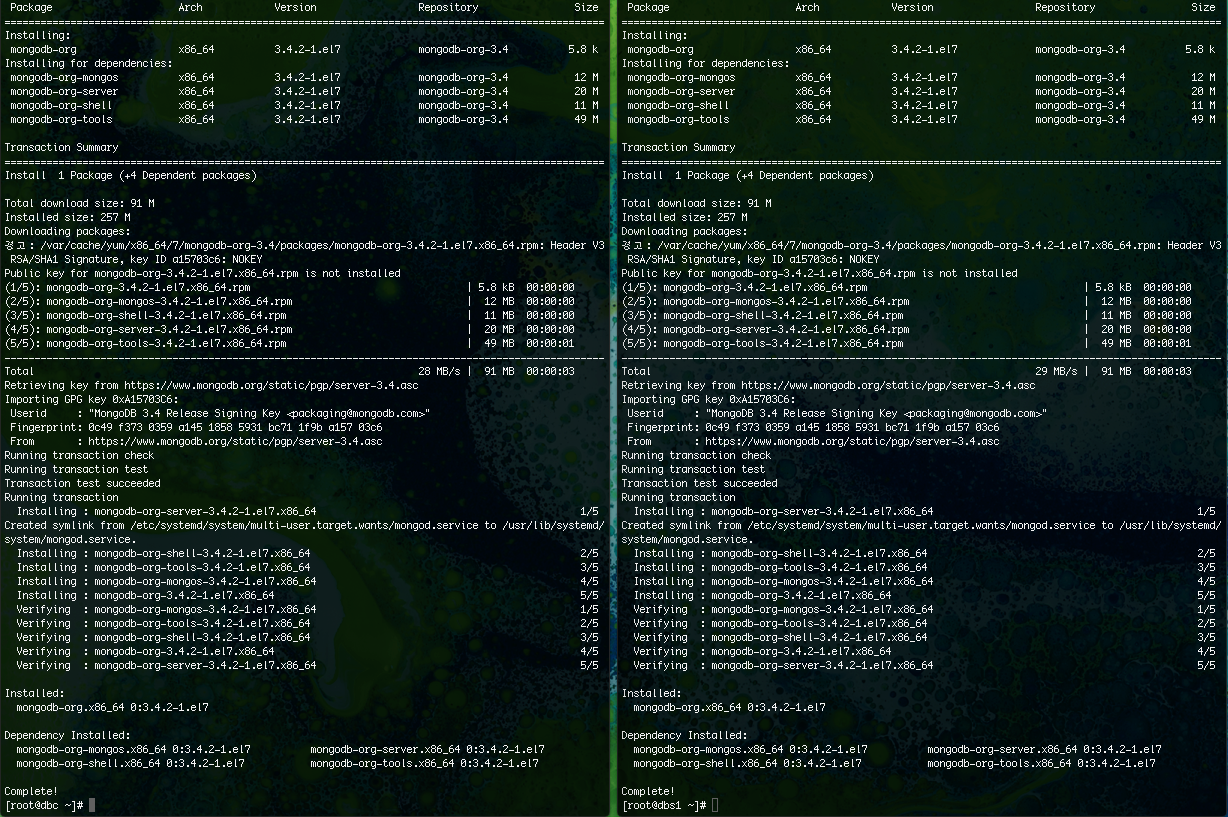 Package Arch Version Repository Size
================================================================================
Installing:
mongodb-org x86_64 3.4.2-1.el7 mongodb-org-3.4 5.8 k
Installing for dependencies:
mongodb-org-mongos x86_64 3.4.2-1.el7 mongodb-org-3.4 12 M
mongodb-org-server x86_64 3.4.2-1.el7 mongodb-org-3.4 20 M
mongodb-org-shell x86_64 3.4.2-1.el7 mongodb-org-3.4 11 M
mongodb-org-tools x86_64 3.4.2-1.el7 mongodb-org-3.4 49 M
Transaction Summary
================================================================================
Install 1 Package (+4 Dependent packages)
Total download size: 91 M
Installed size: 257 M
Downloading packages:
경고: /var/cache/yum/x86_64/7/mongodb-org-3.4/packages/mongodb-org-3.4.2-1.el7.x86_64.rpm: Header V3
RSA/SHA1 Signature, key ID a15703c6: NOKEY
Public key for mongodb-org-3.4.2-1.el7.x86_64.rpm is not installed
(1/5): mongodb-org-3.4.2-1.el7.x86_64.rpm | 5.8 kB 00:00:00
(2/5): mongodb-org-mongos-3.4.2-1.el7.x86_64.rpm | 12 MB 00:00:00
(3/5): mongodb-org-shell-3.4.2-1.el7.x86_64.rpm | 11 MB 00:00:00
(4/5): mongodb-org-server-3.4.2-1.el7.x86_64.rpm | 20 MB 00:00:00
(5/5): mongodb-org-tools-3.4.2-1.el7.x86_64.rpm | 49 MB 00:00:01
--------------------------------------------------------------------------------
Total 28 MB/s | 91 MB 00:00:03
Retrieving key from https://www.mongodb.org/static/pgp/server-3.4.asc
Importing GPG key 0xA15703C6:
Userid : "MongoDB 3.4 Release Signing Key <packaging@mongodb.com>"
Fingerprint: 0c49 f373 0359 a145 1858 5931 bc71 1f9b a157 03c6
From : https://www.mongodb.org/static/pgp/server-3.4.asc
Running transaction check
Running transaction test
Transaction test succeeded
Running transaction
Installing : mongodb-org-server-3.4.2-1.el7.x86_64 1/5
Created symlink from /etc/systemd/system/multi-user.target.wants/mongod.service to /usr/lib/systemd/
system/mongod.service.
Installing : mongodb-org-shell-3.4.2-1.el7.x86_64 2/5
Installing : mongodb-org-tools-3.4.2-1.el7.x86_64 3/5
Installing : mongodb-org-mongos-3.4.2-1.el7.x86_64 4/5
Installing : mongodb-org-3.4.2-1.el7.x86_64 5/5
Verifying : mongodb-org-mongos-3.4.2-1.el7.x86_64 1/5
Verifying : mongodb-org-tools-3.4.2-1.el7.x86_64 2/5
Verifying : mongodb-org-shell-3.4.2-1.el7.x86_64 3/5
Verifying : mongodb-org-3.4.2-1.el7.x86_64 4/5
Verifying : mongodb-org-server-3.4.2-1.el7.x86_64 5/5
Installed:
mongodb-org.x86_64 0:3.4.2-1.el7
Dependency Installed:
mongodb-org-mongos.x86_64 0:3.4.2-1.el7 mongodb-org-server.x86_64 0:3.4.2-1.el7
mongodb-org-shell.x86_64 0:3.4.2-1.el7 mongodb-org-tools.x86_64 0:3.4.2-1.el7
Complete!
[root@dbc ~]#
Package Arch Version Repository Size
================================================================================
Installing:
mongodb-org x86_64 3.4.2-1.el7 mongodb-org-3.4 5.8 k
Installing for dependencies:
mongodb-org-mongos x86_64 3.4.2-1.el7 mongodb-org-3.4 12 M
mongodb-org-server x86_64 3.4.2-1.el7 mongodb-org-3.4 20 M
mongodb-org-shell x86_64 3.4.2-1.el7 mongodb-org-3.4 11 M
mongodb-org-tools x86_64 3.4.2-1.el7 mongodb-org-3.4 49 M
Transaction Summary
================================================================================
Install 1 Package (+4 Dependent packages)
Total download size: 91 M
Installed size: 257 M
Downloading packages:
경고: /var/cache/yum/x86_64/7/mongodb-org-3.4/packages/mongodb-org-3.4.2-1.el7.x86_64.rpm: Header V3
RSA/SHA1 Signature, key ID a15703c6: NOKEY
Public key for mongodb-org-3.4.2-1.el7.x86_64.rpm is not installed
(1/5): mongodb-org-3.4.2-1.el7.x86_64.rpm | 5.8 kB 00:00:00
(2/5): mongodb-org-mongos-3.4.2-1.el7.x86_64.rpm | 12 MB 00:00:00
(3/5): mongodb-org-shell-3.4.2-1.el7.x86_64.rpm | 11 MB 00:00:00
(4/5): mongodb-org-server-3.4.2-1.el7.x86_64.rpm | 20 MB 00:00:00
(5/5): mongodb-org-tools-3.4.2-1.el7.x86_64.rpm | 49 MB 00:00:01
--------------------------------------------------------------------------------
Total 29 MB/s | 91 MB 00:00:03
Retrieving key from https://www.mongodb.org/static/pgp/server-3.4.asc
Importing GPG key 0xA15703C6:
Userid : "MongoDB 3.4 Release Signing Key <packaging@mongodb.com>"
Fingerprint: 0c49 f373 0359 a145 1858 5931 bc71 1f9b a157 03c6
From : https://www.mongodb.org/static/pgp/server-3.4.asc
Running transaction check
Running transaction test
Transaction test succeeded
Running transaction
Installing : mongodb-org-server-3.4.2-1.el7.x86_64 1/5
Created symlink from /etc/systemd/system/multi-user.target.wants/mongod.service to /usr/lib/systemd/
system/mongod.service.
Installing : mongodb-org-shell-3.4.2-1.el7.x86_64 2/5
Installing : mongodb-org-tools-3.4.2-1.el7.x86_64 3/5
Installing : mongodb-org-mongos-3.4.2-1.el7.x86_64 4/5
Installing : mongodb-org-3.4.2-1.el7.x86_64 5/5
Verifying : mongodb-org-mongos-3.4.2-1.el7.x86_64 1/5
Verifying : mongodb-org-tools-3.4.2-1.el7.x86_64 2/5
Verifying : mongodb-org-shell-3.4.2-1.el7.x86_64 3/5
Verifying : mongodb-org-3.4.2-1.el7.x86_64 4/5
Verifying : mongodb-org-server-3.4.2-1.el7.x86_64 5/5
Installed:
mongodb-org.x86_64 0:3.4.2-1.el7
Dependency Installed:
mongodb-org-mongos.x86_64 0:3.4.2-1.el7 mongodb-org-server.x86_64 0:3.4.2-1.el7
mongodb-org-shell.x86_64 0:3.4.2-1.el7 mongodb-org-tools.x86_64 0:3.4.2-1.el7
Complete!
[root@dbs1 ~]#